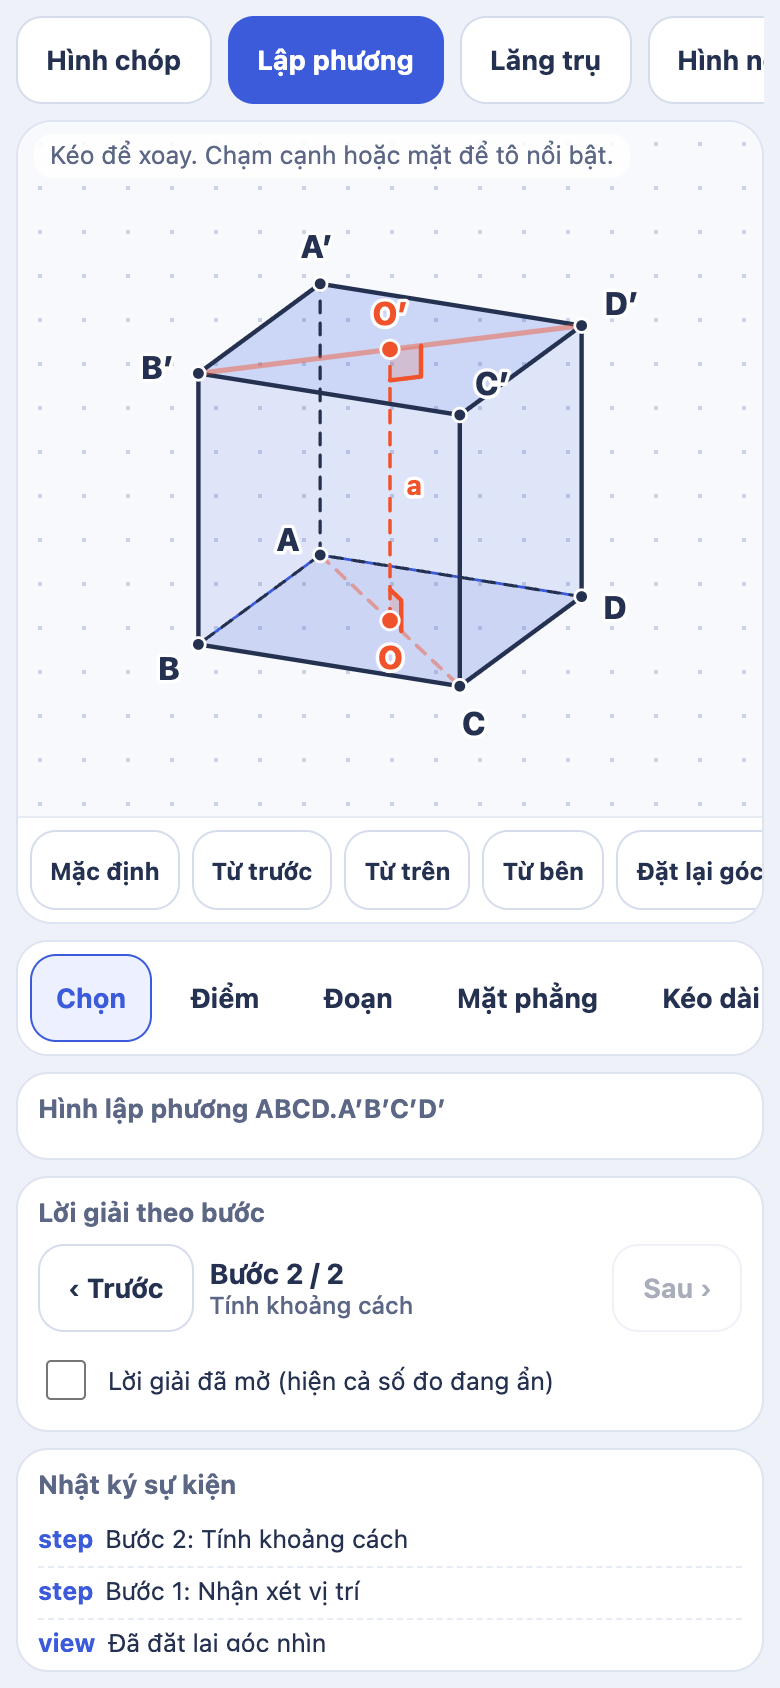 Hình chóp
Lập phương
Lăng trụ
Kéo để xoay. Chạm cạnh hoặc mặt để tô nổi bật.
A′
O′
D′
B′
C′
a
A
D
O
B
C
Mặc định
Từ trước
Từ trên
Từ bên
Đặt lại góc
Chọn
Điểm
Đoạn
Mặt phẳng
Kéo dài
Hình lập phương ABCD.A′B′C′D′
Lời giải theo bước
‹ Trước
Bước 2 / 2
Tính khoảng cách
Sau ›
Lời giải đã mở (hiện cả số đo đang ẩn)
Nhật ký sự kiện
step Bước 2: Tính khoảng cách
step Bước 1: Nhận xét vị trí
view Đã đặt lại góc nhìn